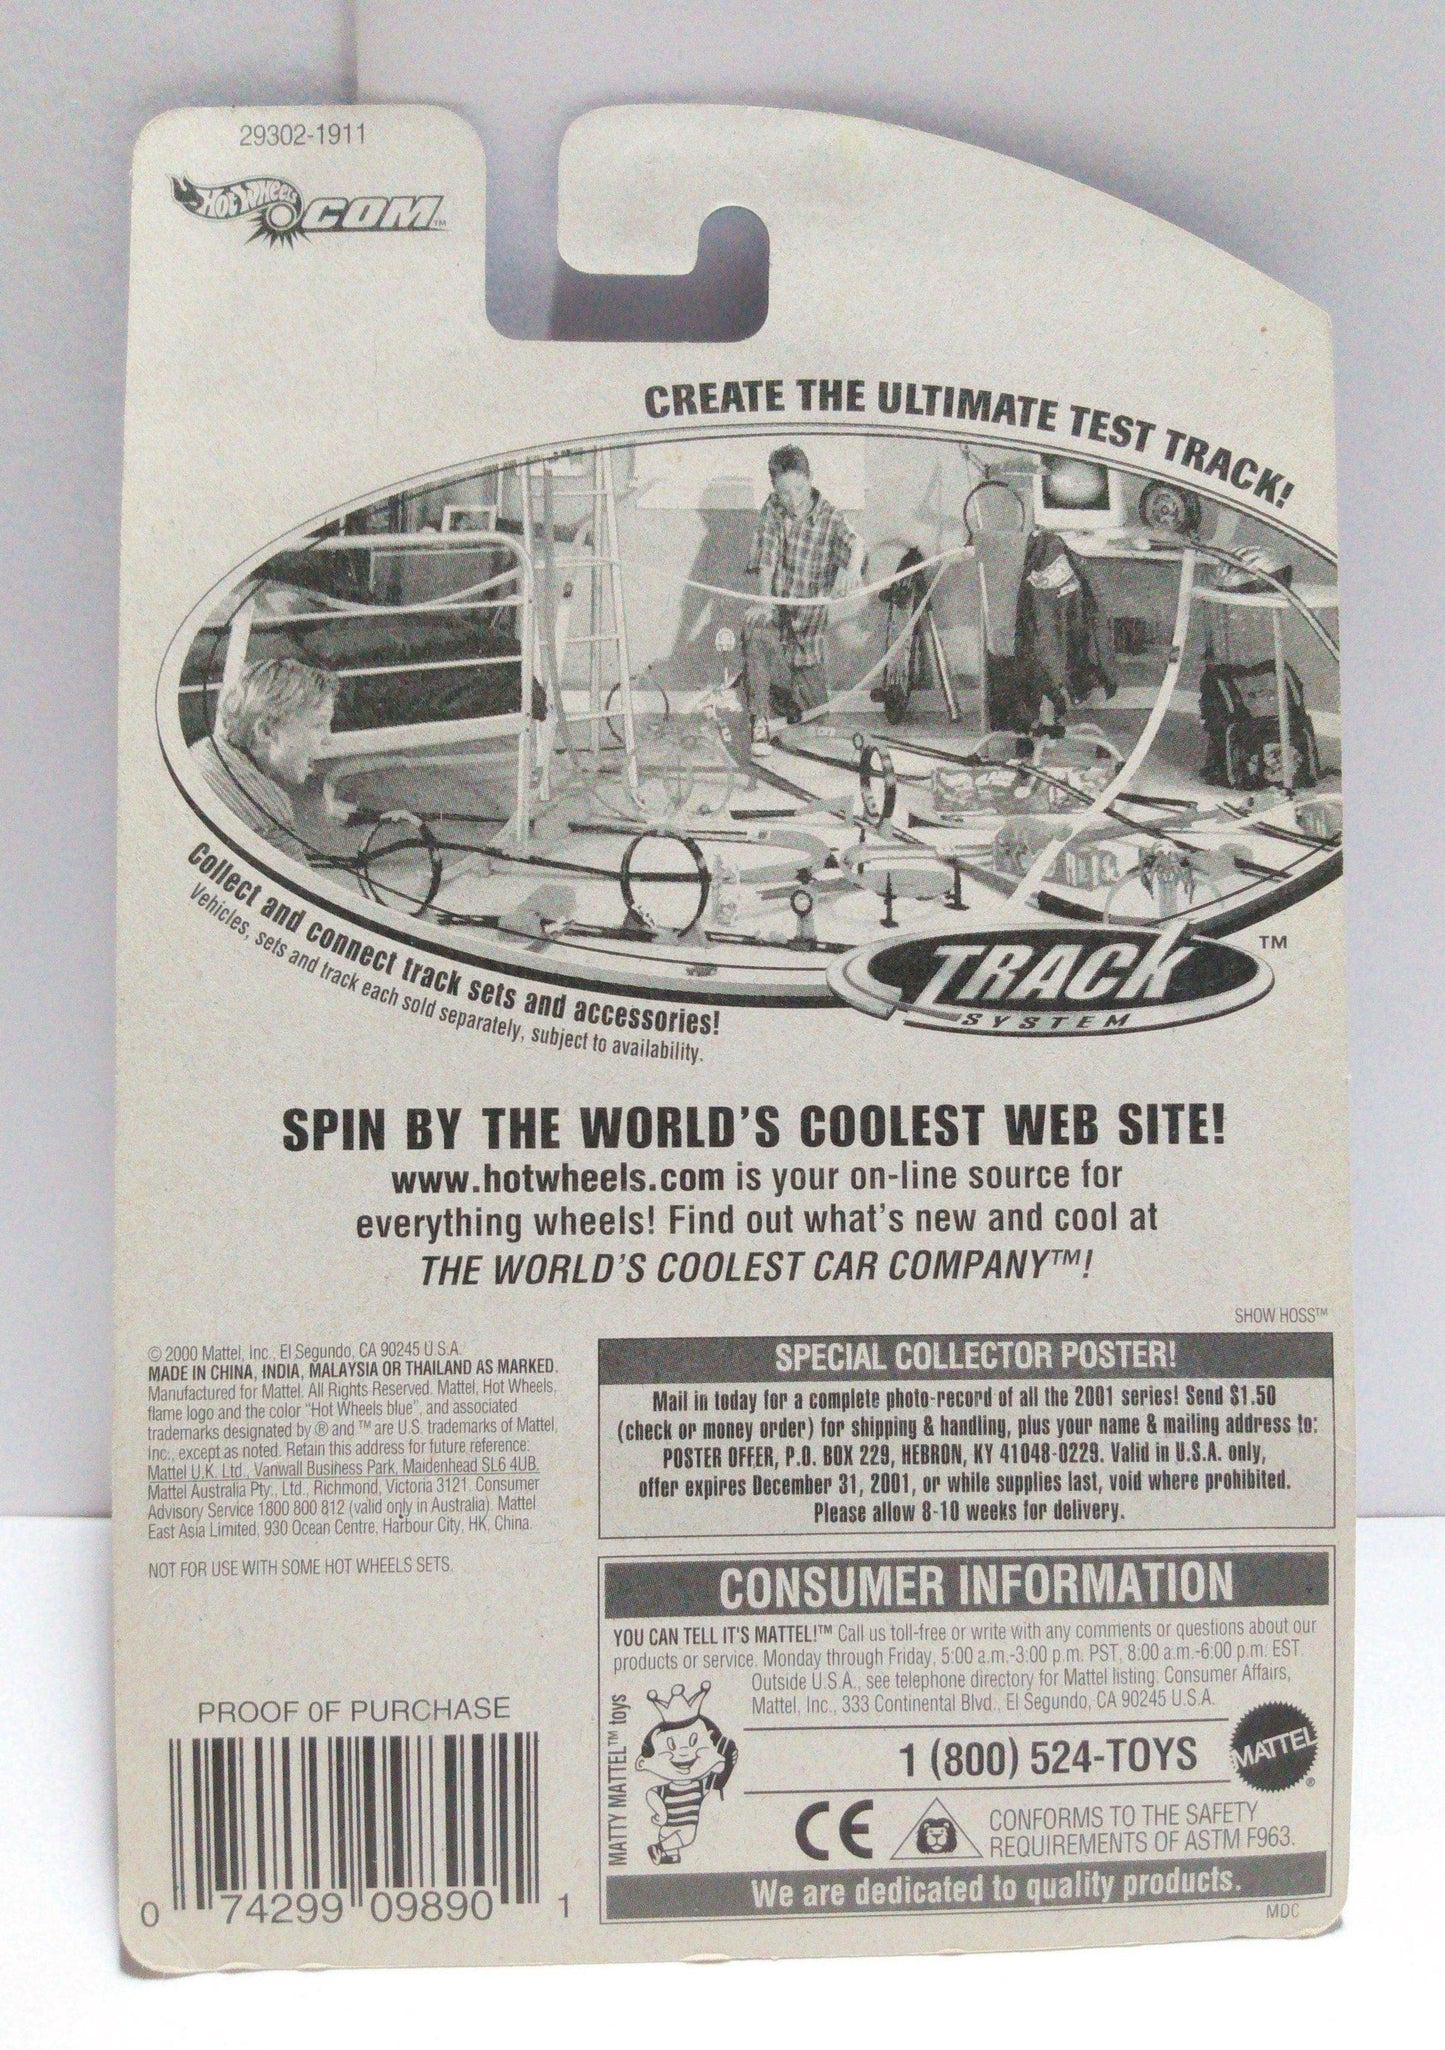 29302-1911
HOT WHEELS .COM™
CREATE THE ULTIMATE TEST TRACK!
Collect and connect track sets and accessories!
Vehicles, sets and track each sold separately, subject to availability.
TRACK ™
SYSTEM
SPIN BY THE WORLD'S COOLEST WEB SITE!
www.hotwheels.com is your on-line source for
everything wheels! Find out what's new and cool at
THE WORLD'S COOLEST CAR COMPANY™!
SHOW HOSS™
© 2000 Mattel, Inc., El Segundo, CA 90245 U.S.A.
MADE IN CHINA, INDIA, MALAYSIA OR THAILAND AS MARKED.
Manufactured for Mattel. All Rights Reserved. Mattel, Hot Wheels,
flame logo and the color "Hot Wheels blue", and associated
trademarks designated by ® and ™ are U.S. trademarks of Mattel,
Inc., except as noted. Retain this address for future reference:
Mattel U.K. Ltd., Vanwall Business Park, Maidenhead SL6 4UB.
Mattel Australia Pty., Ltd., Richmond, Victoria 3121. Consumer
Advisory Service 1800 800 812 (valid only in Australia). Mattel
East Asia Limited, 930 Ocean Centre, Harbour City, HK, China.
NOT FOR USE WITH SOME HOT WHEELS SETS.
PROOF OF PURCHASE
0 74299 09890 1
SPECIAL COLLECTOR POSTER!
Mail in today for a complete photo-record of all the 2001 series! Send $1.50
(check or money order) for shipping & handling, plus your name & mailing address to:
POSTER OFFER, P.O. BOX 229, HEBRON, KY 41048-0229. Valid in U.S.A. only,
offer expires December 31, 2001, or while supplies last, void where prohibited.
Please allow 8-10 weeks for delivery.
CONSUMER INFORMATION
YOU CAN TELL IT'S MATTEL!™ Call us toll-free or write with any comments or questions about our
products or service. Monday through Friday, 5:00 a.m.-3:00 p.m. PST, 8:00 a.m.-6:00 p.m. EST.
Outside U.S.A., see telephone directory for Mattel listing. Consumer Affairs,
Mattel, Inc., 333 Continental Blvd., El Segundo, CA 90245 U.S.A.
MATTY MATTEL™ toys
1 (800) 524-TOYS
MATTEL ®
CE
CONFORMS TO THE SAFETY
REQUIREMENTS OF ASTM F963.
We are dedicated to quality products.
MDC